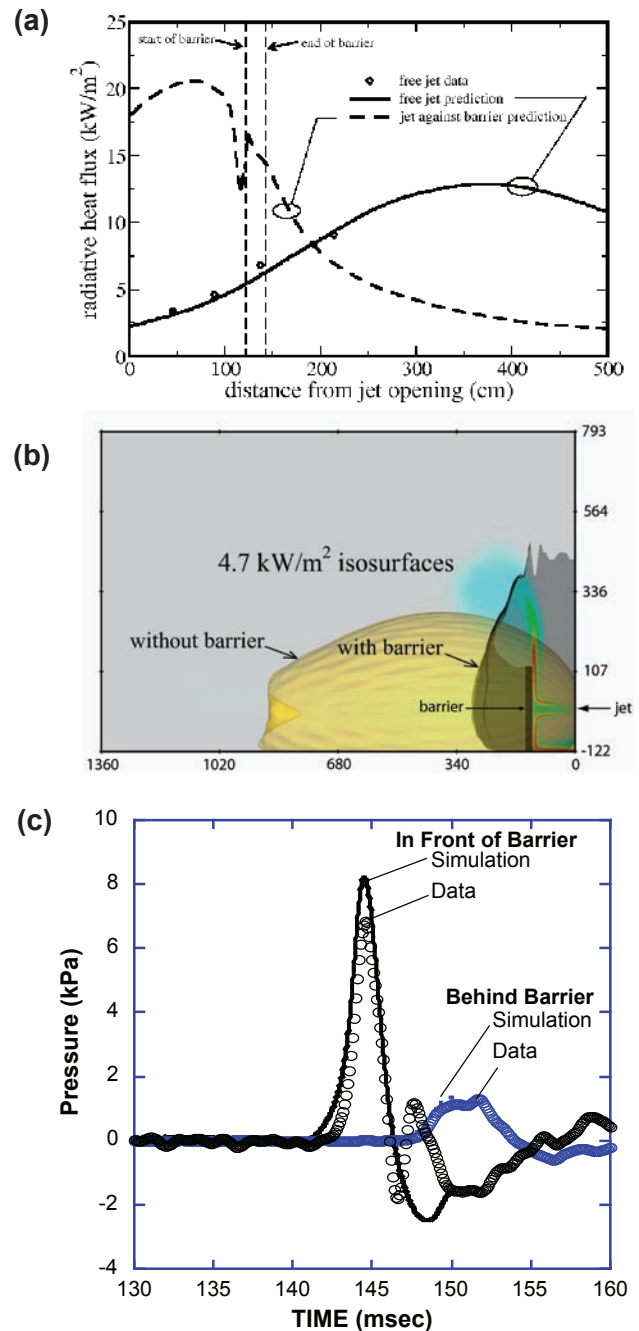 (a)
25
20
15
10
5
0
radiative heat flux (kW/m²)
start of barrier
end of barrier
free jet data
free jet prediction
jet against barrier prediction
0 100 200 300 400 500
distance from jet opening (cm)
(b)
793
564
336
107
-122
4.7 kW/m² isosurfaces
without barrier
with barrier
barrier
jet
1360 1020 680 340 0
(c)
10
8
6
4
2
0
-2
-4
Pressure (kPa)
In Front of Barrier
Simulation
Data
Behind Barrier
Simulation
Data
130 135 140 145 150 155 160
TIME (msec)